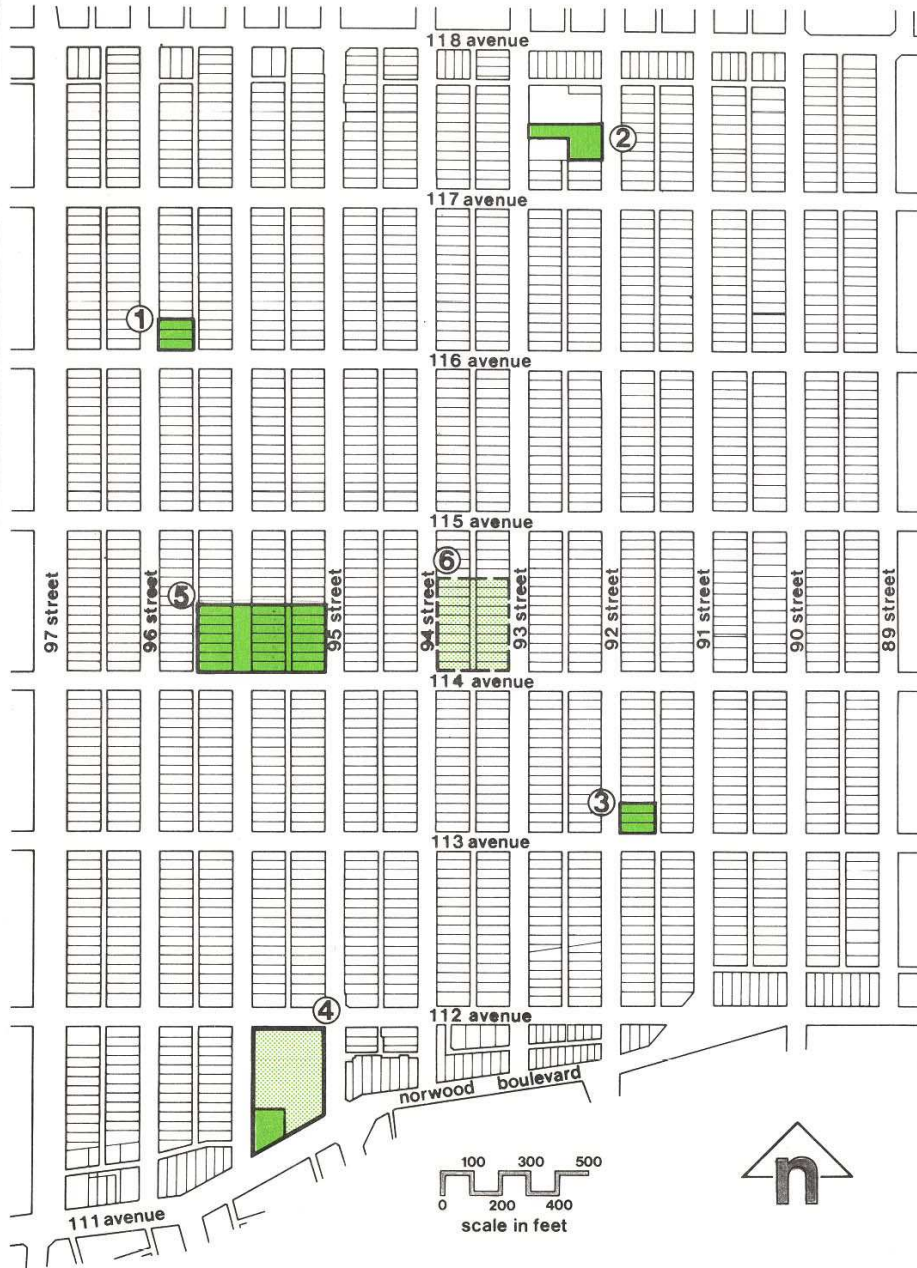 118 avenue
2
117 avenue
1
116 avenue
115 avenue
6
5
97 street
96 street
95 street
94 street
93 street
92 street
91 street
90 street
89 street
114 avenue
3
113 avenue
4
112 avenue
norwood boulevard
111 avenue
100 300 500
0 200 400
scale in feet
n